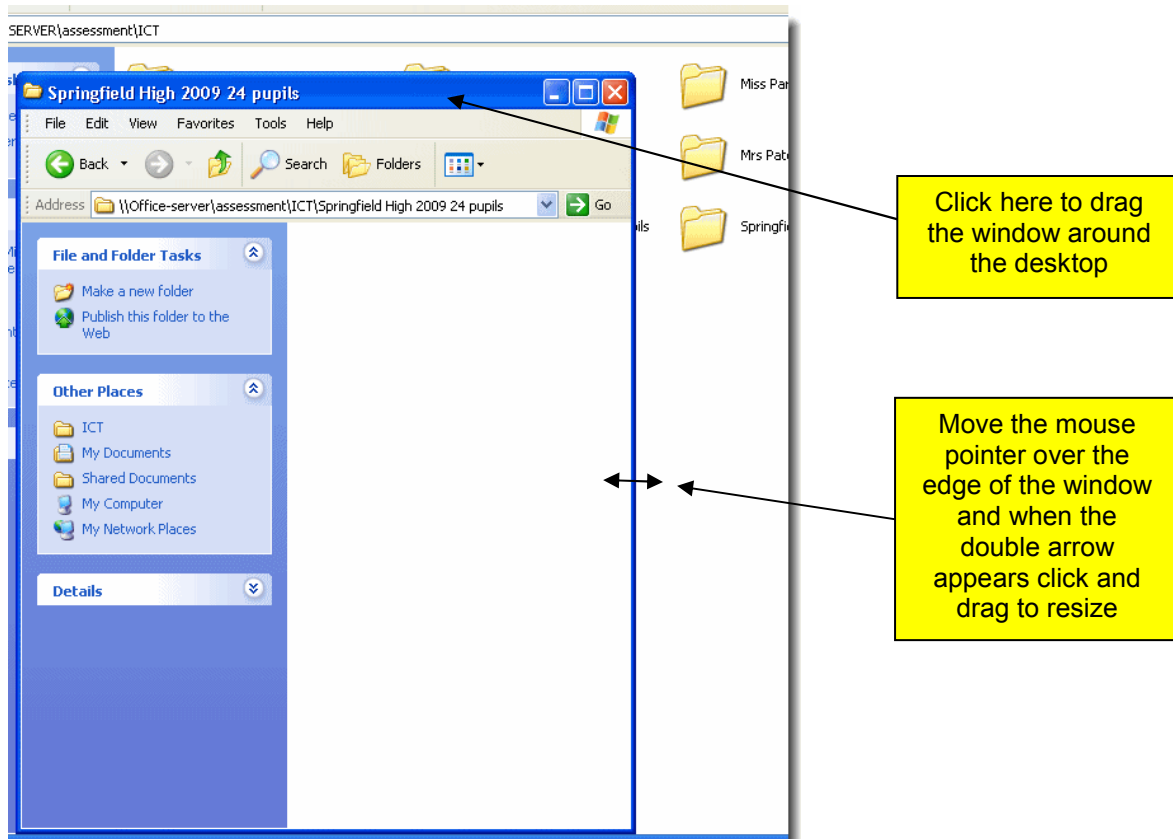 SERVER\assessment\ICT
Springfield High 2009 24 pupils
Miss Par
File Edit View Favorites Tools Help
Back Search Folders
Mrs Pat
Address \\Office-server\assessment\ICT\Springfield High 2009 24 pupils Go
ils
Springfi
File and Folder Tasks
Make a new folder
Publish this folder to the
Web
Other Places
ICT
My Documents
Shared Documents
My Computer
My Network Places
Details
Click here to drag
the window around
the desktop
Move the mouse
pointer over the
edge of the window
and when the
double arrow
appears click and
drag to resize